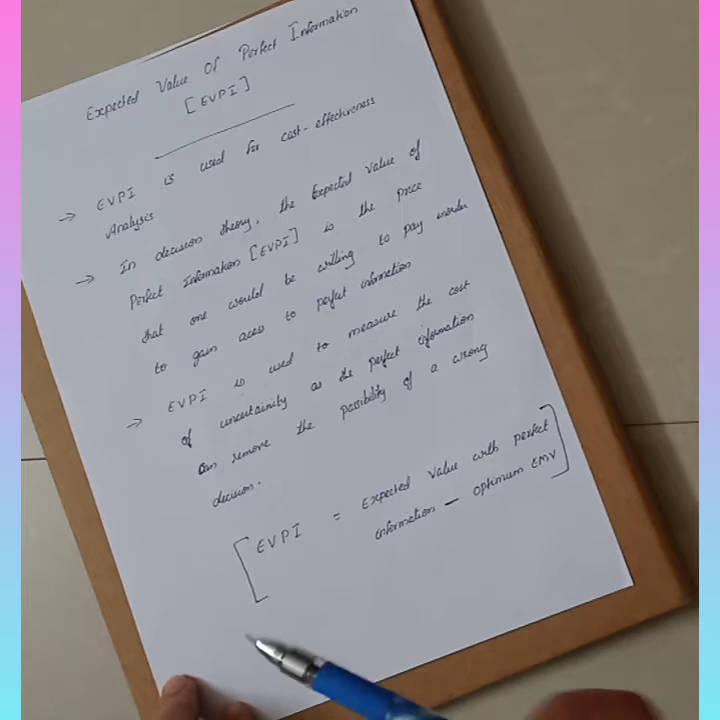 Expected Value Of Perfect Information
[EVPI]
→ EVPI is used for cost-effectiveness
Analysis
→ In decision theory, the Expected Value of
Perfect Information [EVPI] is the price
that one would be willing to pay inorder
to gain acess to perfect information
→ EVPI is used to measure the cost
of uncertainity as the perfect information
can remove the possibility of a wrong
decision.
[EVPI = Expected Value with perfect
information - optimum EMV]